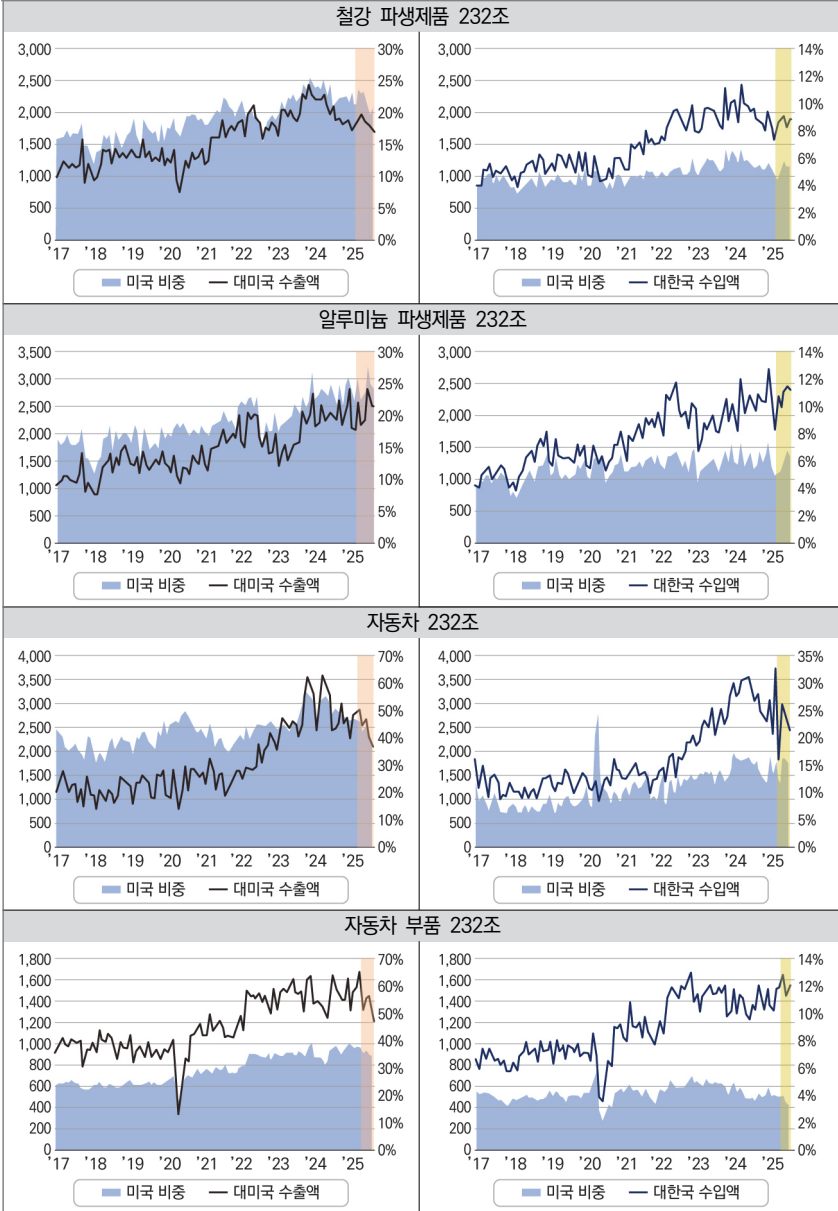 철강 파생제품 232조
3,000 30% 3,000 14%
2,500 25% 2,500 12%
2,000 20% 2,000 10%
1,500 15% 1,500 8%
1,000 10% 1,000 6%
500 5% 500 4%
0 0% 0 2%
0%
'17 '18 '19 '20 '21 '22 '23 '24 '25 '17 '18 '19 '20 '21 '22 '23 '24 '25
미국 비중 대미국 수출액 미국 비중 대한국 수입액
알루미늄 파생제품 232조
3,500 30% 3,000 14%
3,000 25% 2,500 12%
2,500 20% 2,000 10%
2,000 15% 1,500 8%
1,500 10% 1,000 6%
1,000 5% 500 4%
500 0% 0 2%
0 0%
'17 '18 '19 '20 '21 '22 '23 '24 '25 '17 '18 '19 '20 '21 '22 '23 '24 '25
미국 비중 대미국 수출액 미국 비중 대한국 수입액
자동차 232조
4,000 70% 4,000 35%
3,500 60% 3,500 30%
3,000 50% 3,000 25%
2,500 40% 2,500 20%
2,000 30% 2,000 15%
1,500 20% 1,500 10%
1,000 10% 1,000 5%
500 0% 500 0%
0 0
'17 '18 '19 '20 '21 '22 '23 '24 '25 '17 '18 '19 '20 '21 '22 '23 '24 '25
미국 비중 대미국 수출액 미국 비중 대한국 수입액
자동차 부품 232조
1,800 70% 1,800 14%
1,600 60% 1,600 12%
1,400 50% 1,400 10%
1,200 40% 1,200 8%
1,000 30% 1,000 6%
800 20% 800 4%
600 10% 600 2%
400 0% 400 0%
200 200
0 0
'17 '18 '19 '20 '21 '22 '23 '24 '25 '17 '18 '19 '20 '21 '22 '23 '24 '25
미국 비중 대미국 수출액 미국 비중 대한국 수입액